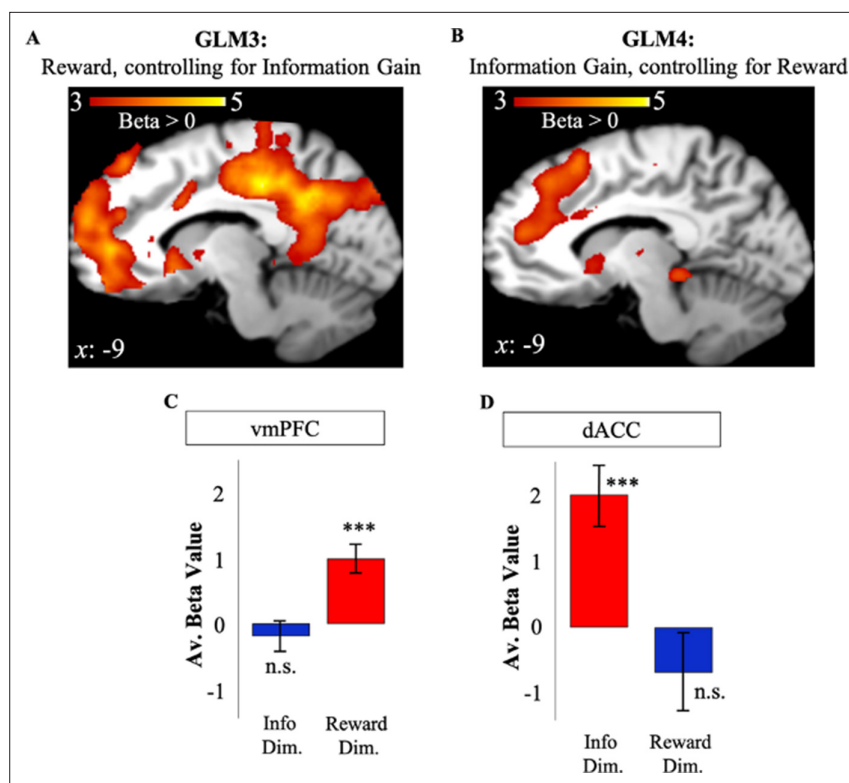 A
GLM3:
Reward, controlling for Information Gain
3 5
Beta > 0
x: -9
B
GLM4:
Information Gain, controlling for Reward
3 5
Beta > 0
x: -9
C
vmPFC
Av. Beta Value
2
1
0
-1
n.s.
***
Info
Dim.
Reward
Dim.
D
dACC
Av. Beta Value
2
1
0
-1
***
n.s.
Info
Dim.
Reward
Dim.